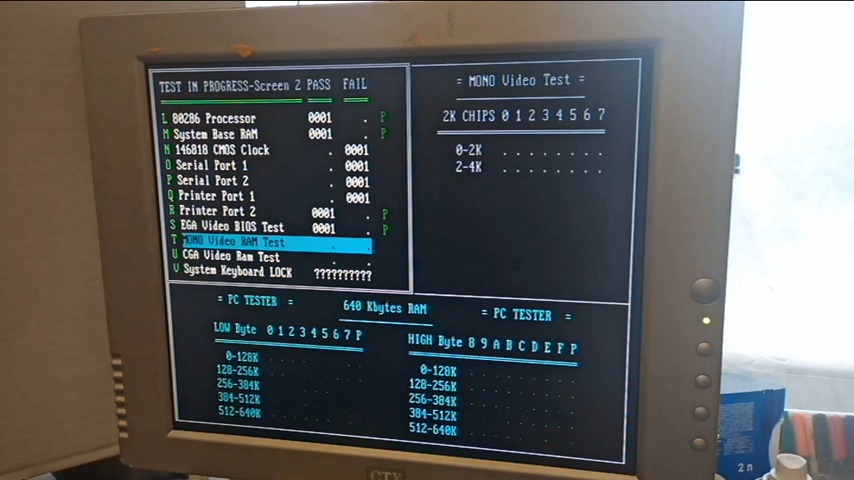 TEST IN PROGRESS-Screen 2 PASS FAIL
L 80286 Processor 0001 . P
M System Base RAM 0001 . P
N 146818 CMOS Clock . 0001
O Serial Port 1 . 0001
P Serial Port 2 . 0001
Q Printer Port 1 . 0001
R Printer Port 2 0001 . P
S EGA Video BIOS Test 0001 . P
T MONO Video RAM Test . .
U CGA Video Ram Test . .
V System Keyboard LOCK ??????????
= MONO Video Test =
2K CHIPS 0 1 2 3 4 5 6 7
0-2K . . . . . . . .
2-4K . . . . . . . .
= PC TESTER = 640 Kbytes RAM = PC TESTER =
LOW Byte 0 1 2 3 4 5 6 7 P
0-128K . . . . . . . . .
128-256K . . . . . . . . .
256-384K . . . . . . . . .
384-512K . . . . . . . . .
512-640K . . . . . . . . .
HIGH Byte 8 9 A B C D E F P
0-128K . . . . . . . . .
128-256K . . . . . . . . .
256-384K . . . . . . . . .
384-512K . . . . . . . . .
512-640K . . . . . . . . .
CTX
2 л